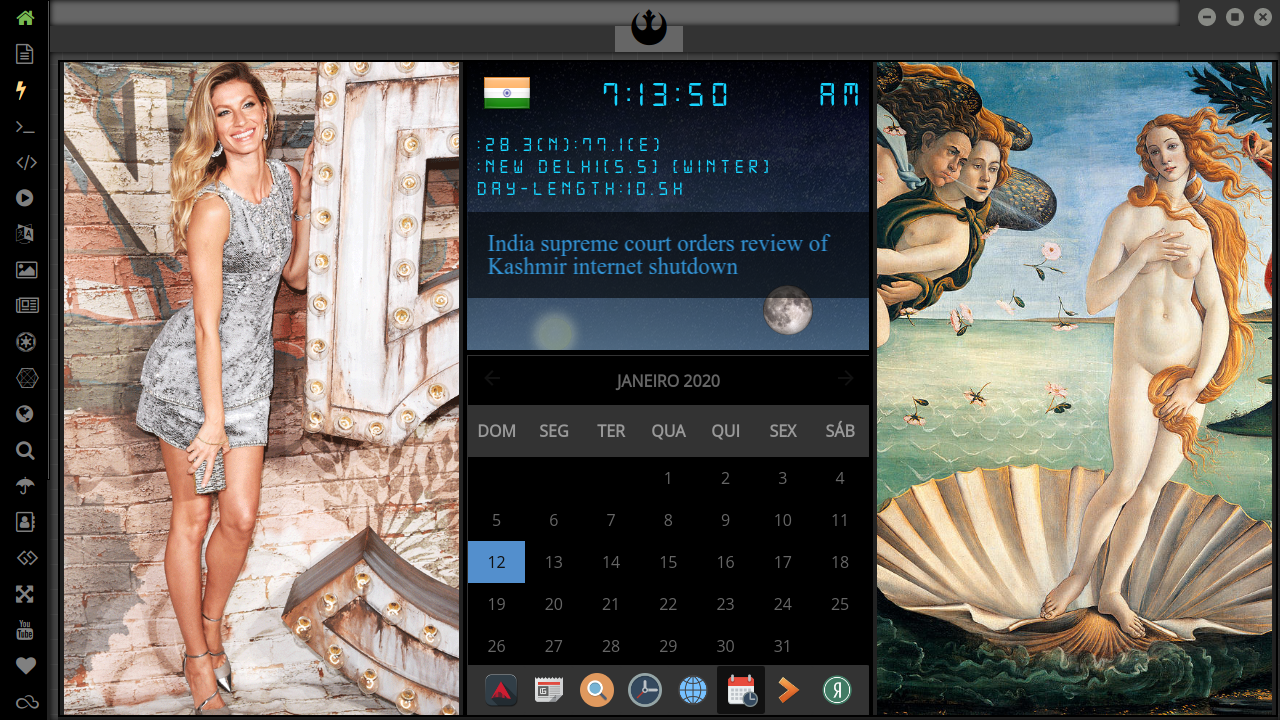 7:13:50 AM
:28.3(N):77.1(E)
:NEW DELHI(5.5) (WINTER)
DAY-LENGTH:10.5H
India supreme court orders review of
Kashmir internet shutdown
JANEIRO 2020
DOM SEG TER QUA QUI SEX SÁB
1 2 3 4
5 6 7 8 9 10 11
12 13 14 15 16 17 18
19 20 21 22 23 24 25
26 27 28 29 30 31
You
Tube
Я